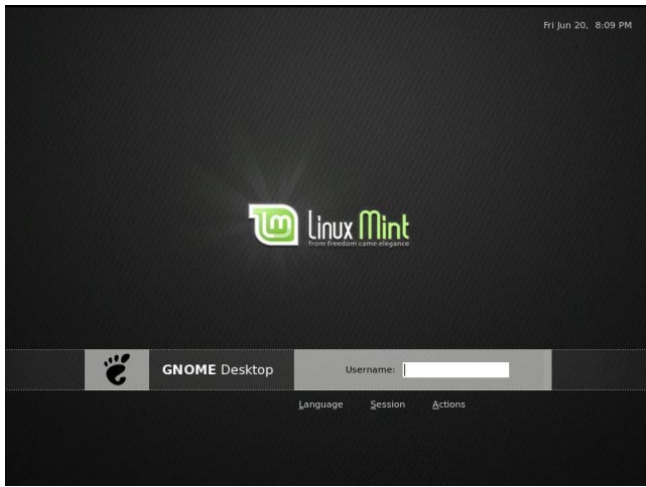 Fri Jun 20, 8:09 PM
Linux Mint
from freedom came elegance
GNOME Desktop
Username:
Language Session Actions